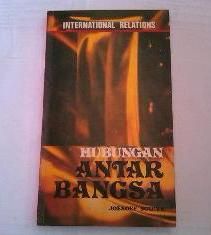 INTERNATIONAL RELATIONS
HUBUNGAN
ANTAR
BANGSA